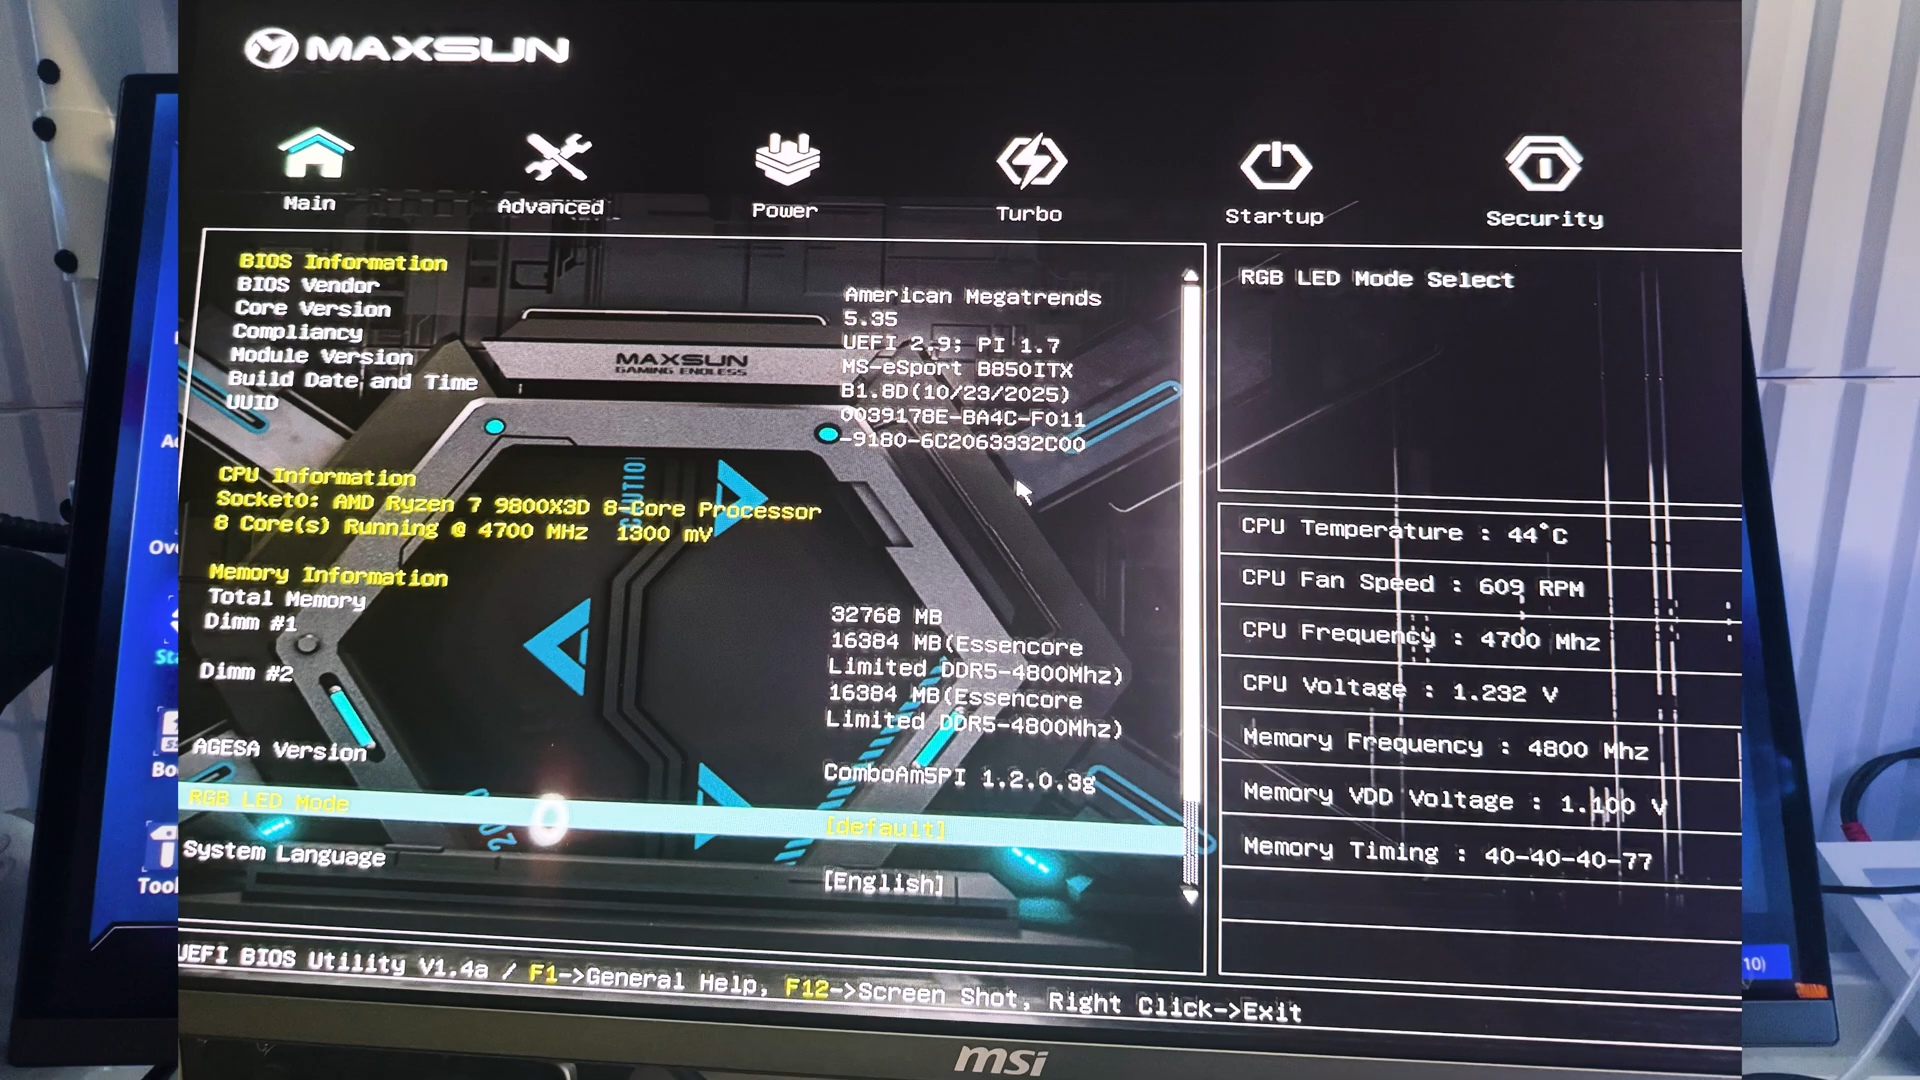 MAXSUN
Main
Advanced
Power
Turbo
Startup
Security
BIOS Information
BIOS Vendor
American Megatrends
Core Version
5.35
Compliancy
UEFI 2.9; PI 1.7
Module Version
MS-eSport B850ITX
Build Date and Time
B1.8D(10/23/2025)
UUID
0039178E-BA4C-F011
-9180-6C2063332C00
CPU Information
Socket0: AMD Ryzen 7 9800X3D 8-Core Processor
8 Core(s) Running @ 4700 MHz 1300 mV
Memory Information
Total Memory
32768 MB
Dimm #1
16384 MB(Essencore
Limited DDR5-4800Mhz)
Dimm #2
16384 MB(Essencore
Limited DDR5-4800Mhz)
AGESA Version
ComboAm5PI 1.2.0.3g
RGB LED Mode
[default]
System Language
[English]
RGB LED Mode Select
CPU Temperature : 44°C
CPU Fan Speed : 609 RPM
CPU Frequency : 4700 Mhz
CPU Voltage : 1.232 V
Memory Frequency : 4800 Mhz
Memory VDD Voltage : 1.100 V
Memory Timing : 40-40-40-77
UEFI BIOS Utility V1.4a / F1->General Help, F12->Screen Shot, Right Click->Exit
MAXSUN
GAMING ENDLESS
msi
10)